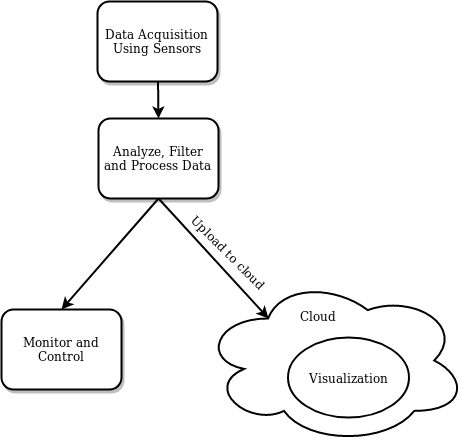 Data Acquisition
Using Sensors
Analyze, Filter
and Process Data
Upload to cloud
Monitor and
Control
Cloud
Visualization